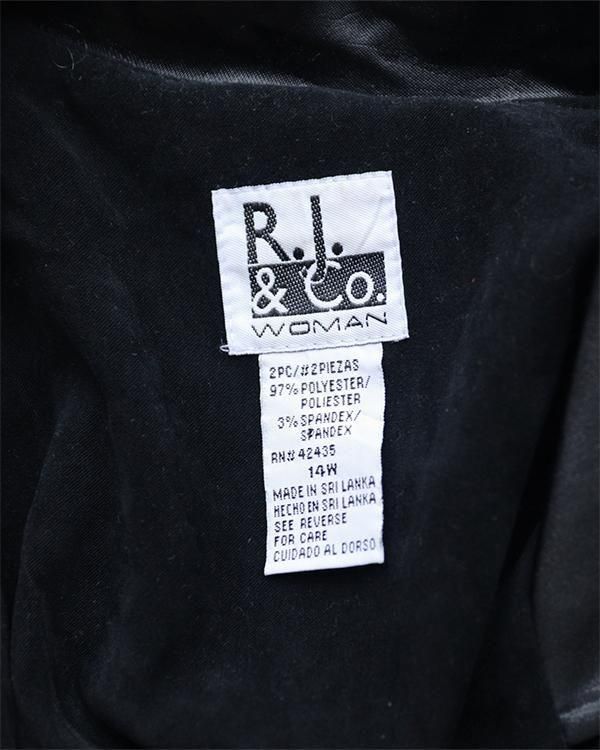 R.J.
& Co.
WOMAN
2PC/#2PIEZAS
97% POLYESTER/
POLIESTER
3% SPANDEX/
SPANDEX
RN# 42435
14W
MADE IN SRI LANKA
HECHO EN SRI LANKA
SEE REVERSE
FOR CARE
CUIDADO AL DORSO